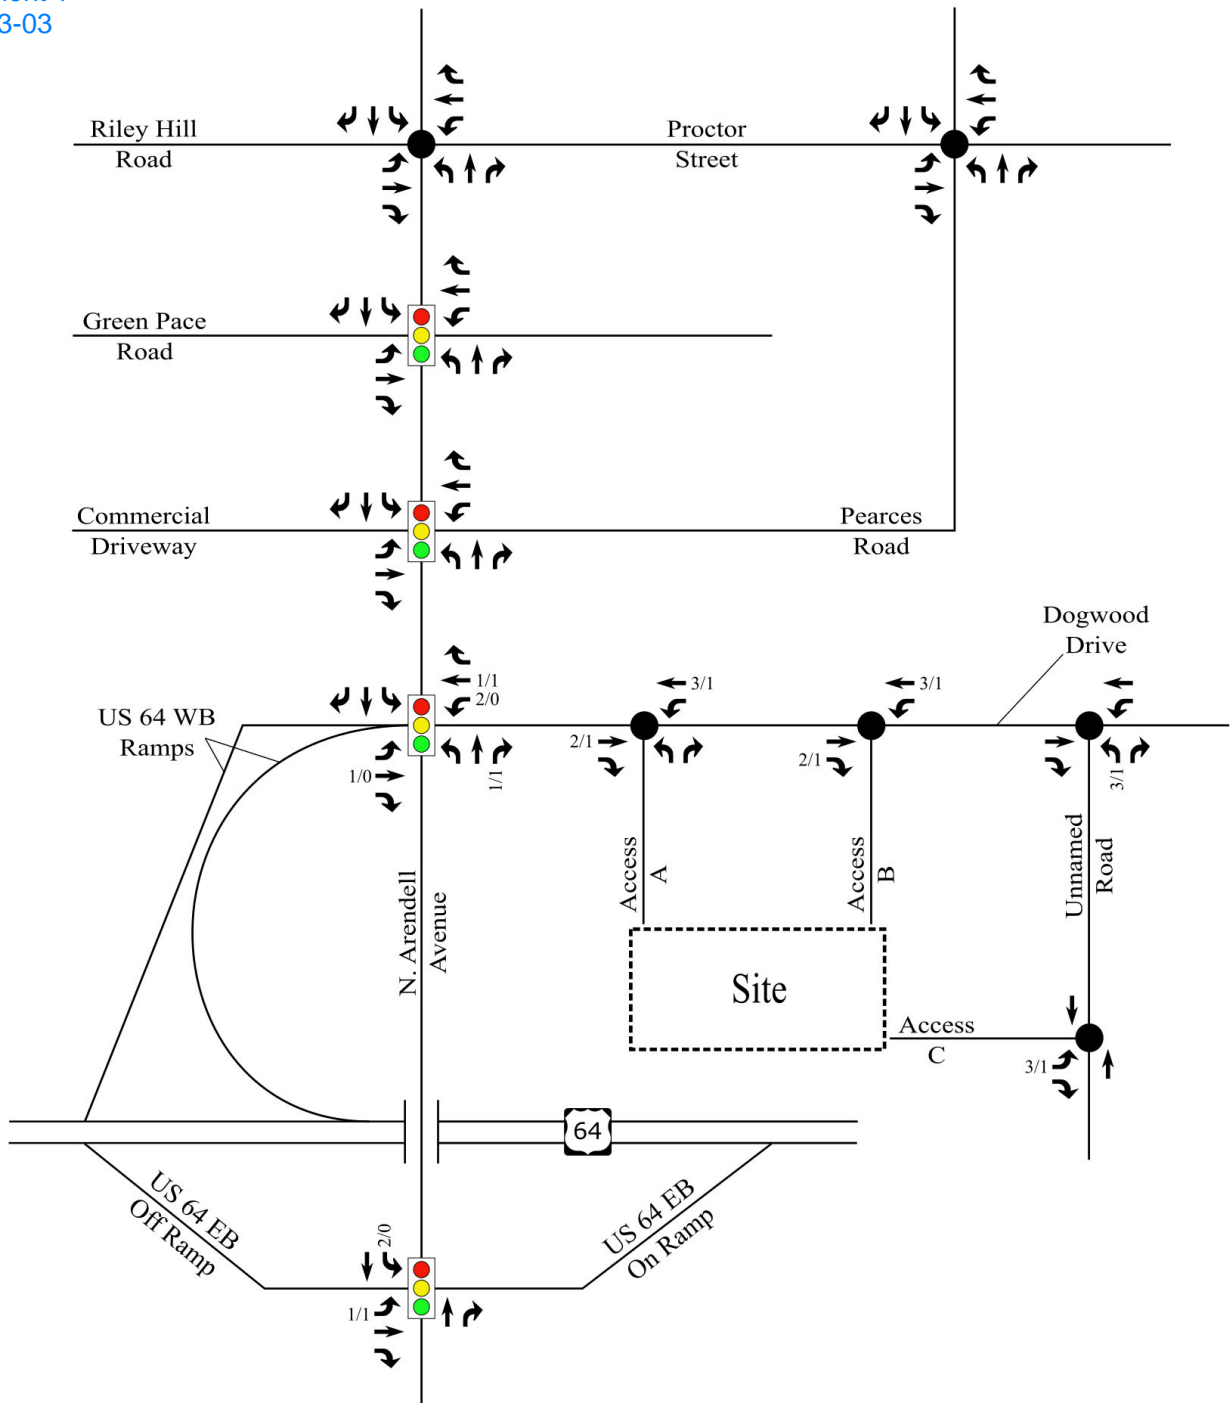 3-03
Riley Hill
Road
Proctor
Street
Green Pace
Road
Commercial
Driveway
Pearces
Road
Dogwood
Drive
US 64 WB
Ramps
1/1
2/0
1/0
1/1
3/1
2/1
3/1
2/1
3/1
Access
A
Access
B
Unnamed
Road
N. Arendell
Avenue
Site
Access
C
3/1
64
US 64 EB
Off Ramp
US 64 EB
On Ramp
2/0
1/1